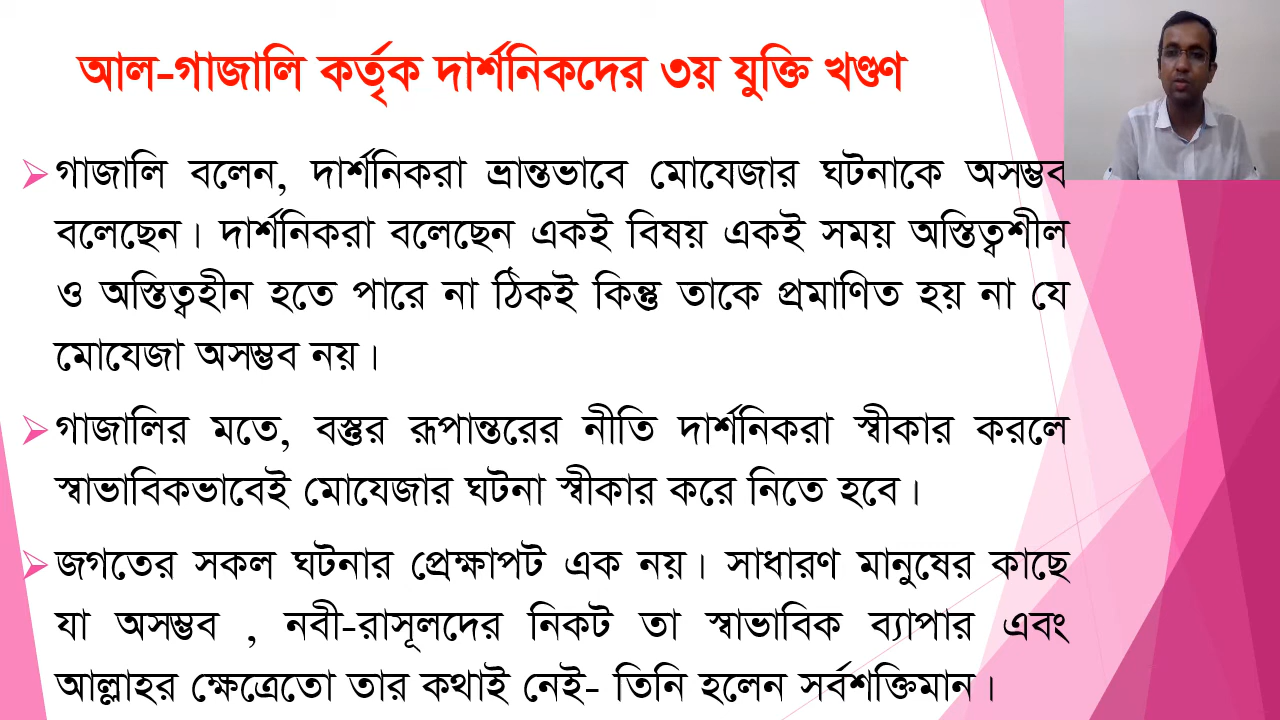 আল-গাজালি কর্তৃক দার্শনিকদের ৩য় যুক্তি খণ্ডণ
গাজালি বলেন, দার্শনিকরা ভ্রান্তভাবে মোযেজার ঘটনাকে অসম্ভব
বলেছেন। দার্শনিকরা বলেছেন একই বিষয় একই সময় অস্তিত্বশীল
ও অস্তিত্বহীন হতে পারে না ঠিকই কিন্তু তাকে প্রমাণিত হয় না যে
মোযেজা অসম্ভব নয়।
গাজালির মতে, বস্তুর রূপান্তরের নীতি দার্শনিকরা স্বীকার করলে
স্বাভাবিকভাবেই মোযেজার ঘটনা স্বীকার করে নিতে হবে।
জগতের সকল ঘটনার প্রেক্ষাপট এক নয়। সাধারণ মানুষের কাছে
যা অসম্ভব , নবী-রাসূলদের নিকট তা স্বাভাবিক ব্যাপার এবং
আল্লাহর ক্ষেত্রেতো তার কথাই নেই- তিনি হলেন সর্বশক্তিমান।